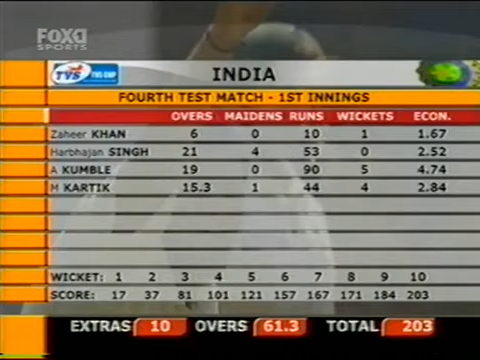 FOXG
SPORTS
TVS TVS CUP
INDIA
FOURTH TEST MATCH - 1ST INNINGS
OVERS MAIDENS RUNS WICKETS ECON.
Zaheer KHAN 6 0 10 1 1.67
Harbhajan SINGH 21 4 53 0 2.52
A KUMBLE 19 0 90 5 4.74
M KARTIK 15.3 1 44 4 2.84
WICKET: 1 2 3 4 5 6 7 8 9 10
SCORE: 17 37 81 101 121 157 167 171 184 203
EXTRAS 10 OVERS 61.3 TOTAL 203